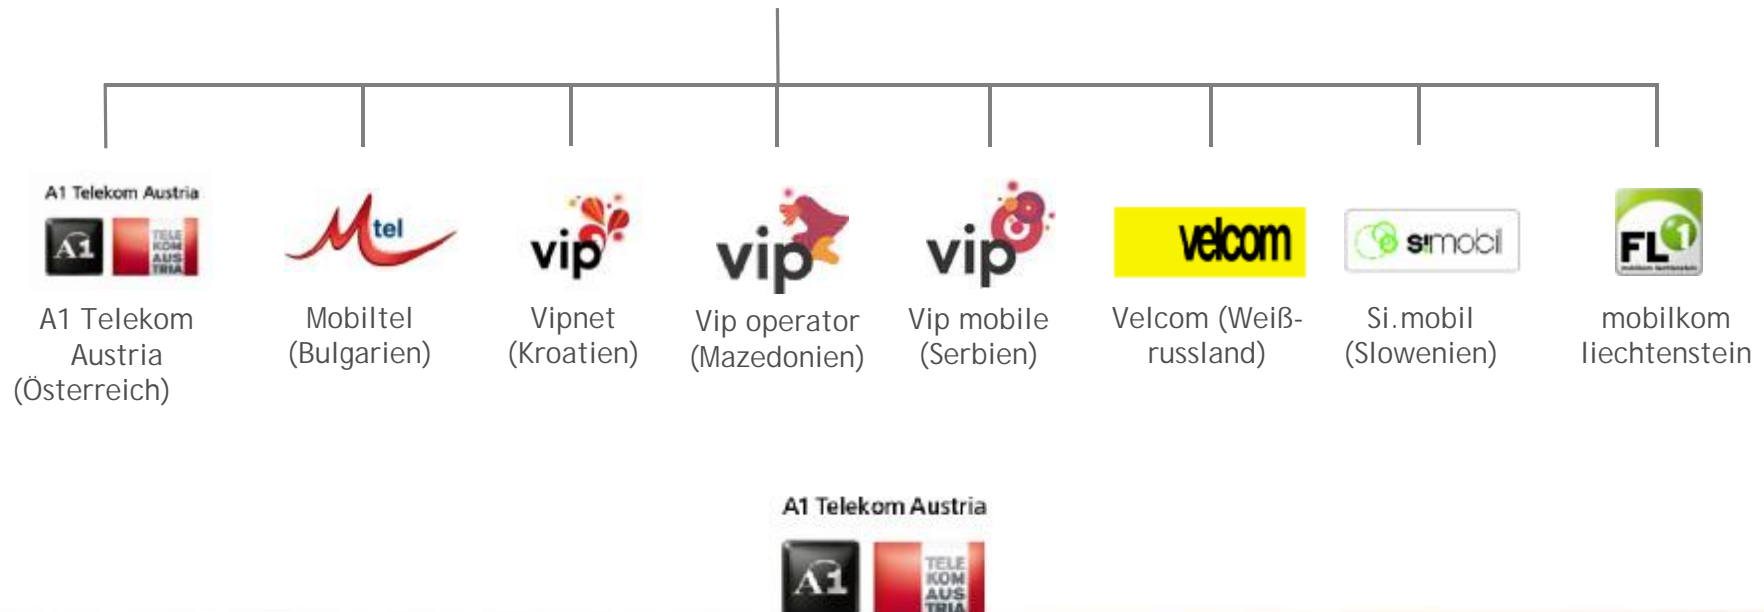 A1 Telekom Austria
A1
TELE
KOM
AUS
TRIA
Mtel
vip
vip
vip
velcom
si.mobil
FL1
A1 Telekom
Austria
(Österreich)
Mobiltel
(Bulgarien)
Vipnet
(Kroatien)
Vip operator
(Mazedonien)
Vip mobile
(Serbien)
Velcom (Weiß-
russland)
Si.mobil
(Slowenien)
mobilkom
liechtenstein
A1 Telekom Austria
A1
TELE
KOM
AUS
TRIA